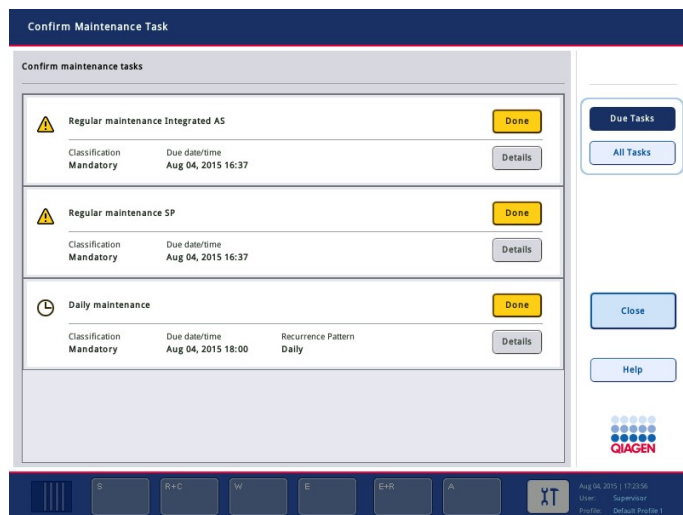 Confirm Maintenance Task
Confirm maintenance tasks
Regular maintenance Integrated AS
Done
Classification Due date/time
Mandatory Aug 04, 2015 16:37
Details
Regular maintenance SP
Done
Classification Due date/time
Mandatory Aug 04, 2015 16:37
Details
Daily maintenance
Done
Classification Due date/time Recurrence Pattern
Mandatory Aug 04, 2015 18:00 Daily
Details
Due Tasks
All Tasks
Close
Help
QIAGEN
S R+C W E E+R A
Aug 04, 2015 | 17:23:56
User: Supervisor
Profile: Default Profile 1